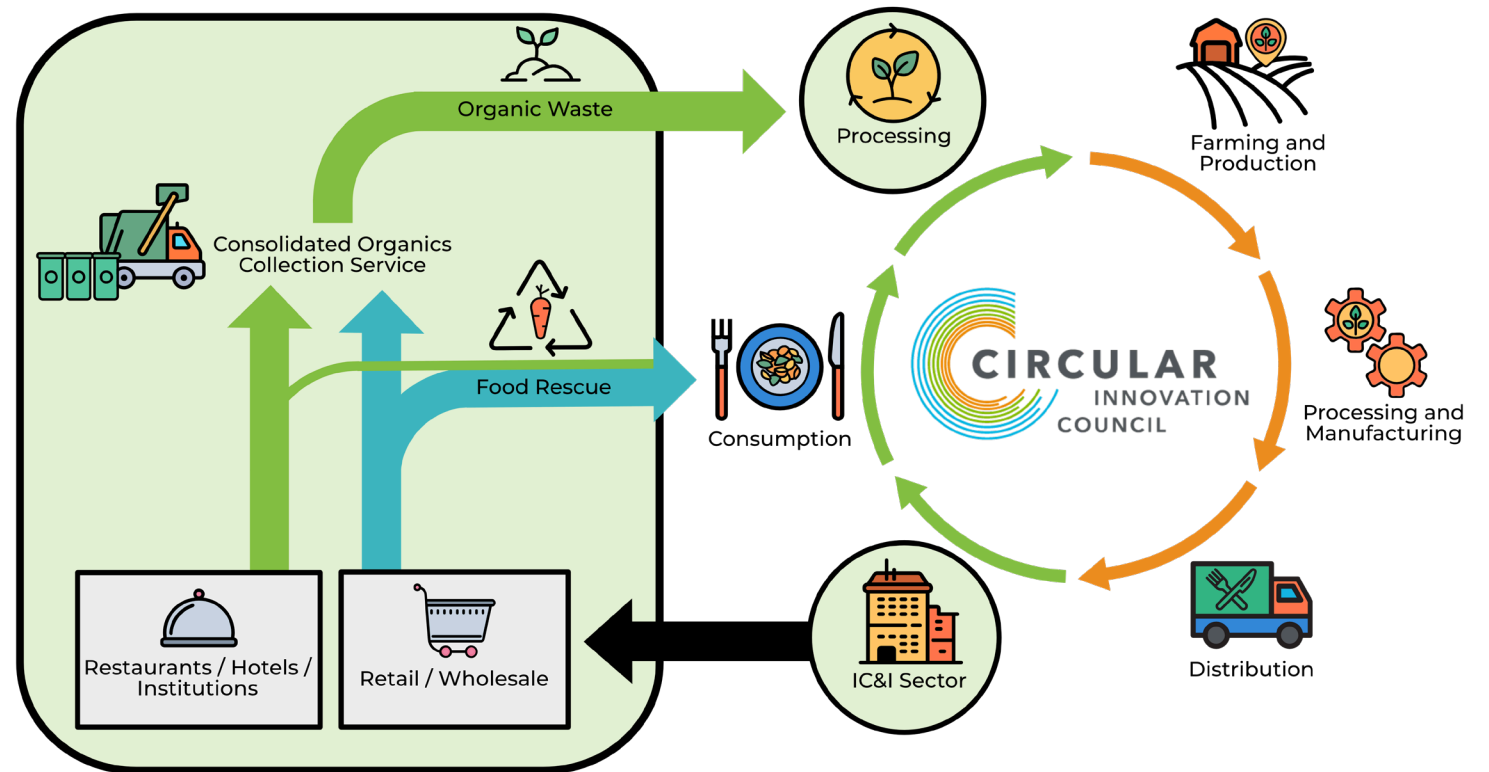 Organic Waste
Processing
Farming and
Production
Consolidated Organics
Collection Service
Food Rescue
Consumption
CIRCULAR
INNOVATION
COUNCIL
Processing and
Manufacturing
Restaurants / Hotels /
Institutions
Retail / Wholesale
IC&I Sector
Distribution